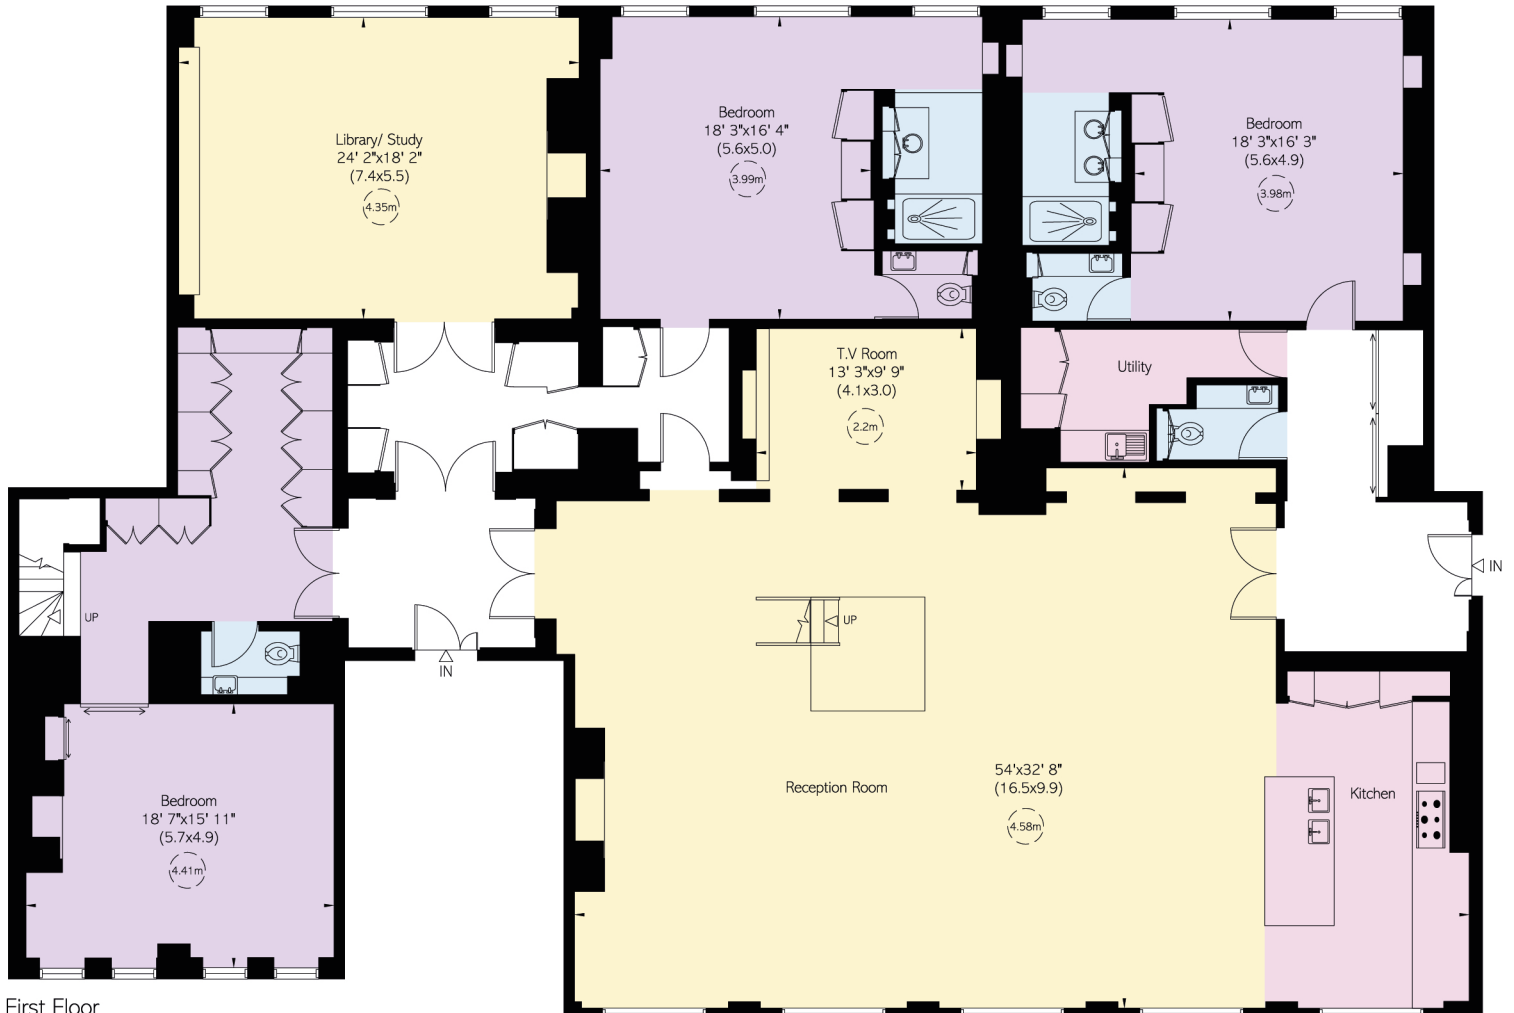 Library/ Study
24' 2"x18' 2"
(7.4x5.5)
4.35m
Bedroom
18' 3"x16' 4"
(5.6x5.0)
3.99m
Bedroom
18' 3"x16' 3"
(5.6x4.9)
3.98m
T.V Room
13' 3"x9' 9"
(4.1x3.0)
2.2m
Utility
IN
UP
UP
IN
Reception Room
54'x32' 8"
(16.5x9.9)
4.58m
Kitchen
Bedroom
18' 7"x15' 11"
(5.7x4.9)
4.41m
First Floor